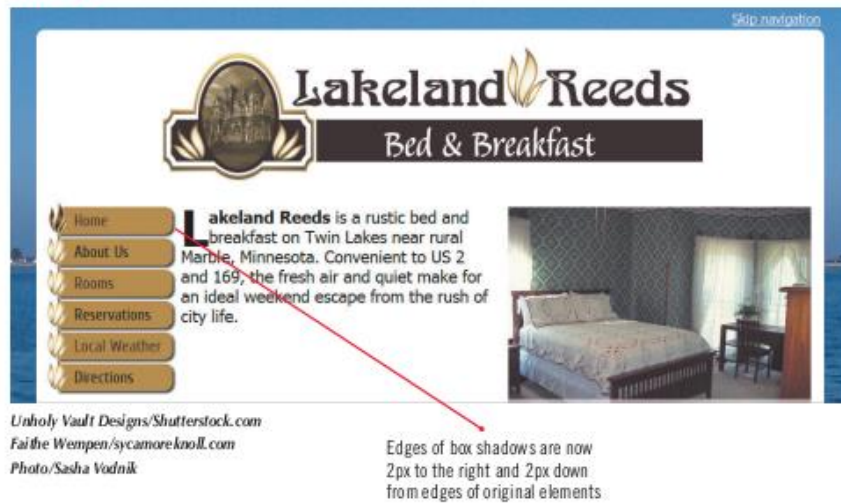 Skip navigation
Lakeland Reeds
Bed & Breakfast
Home
About Us
Rooms
Reservations
Local Weather
Directions
Lakeland Reeds is a rustic bed and
breakfast on Twin Lakes near rural
Marble, Minnesota. Convenient to US 2
and 169, the fresh air and quiet make for
an ideal weekend escape from the rush of
city life.
Unholy Vault Designs/Shutterstock.com
Faithe Wempen/sycamoreknoll.com
Photo/Sasha Vodnik
Edges of box shadows are now
2px to the right and 2px down
from edges of original elements